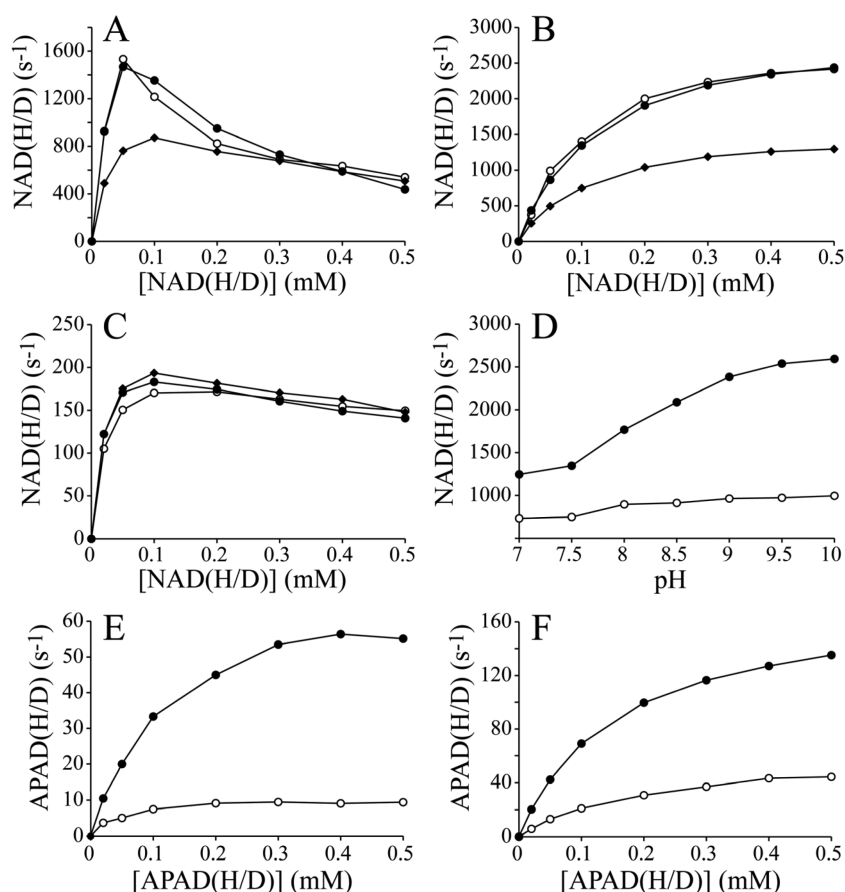 A
NAD(H/D) (s-1)
1600
1200
800
400
0
0 0.1 0.2 0.3 0.4 0.5
[NAD(H/D)] (mM)
B
NAD(H/D) (s-1)
3000
2500
2000
1500
1000
500
0
0 0.1 0.2 0.3 0.4 0.5
[NAD(H/D)] (mM)
C
NAD(H/D) (s-1)
250
200
150
100
50
0
0 0.1 0.2 0.3 0.4 0.5
[NAD(H/D)] (mM)
D
NAD(H/D) (s-1)
3000
2500
2000
1500
1000
7 7.5 8 8.5 9 9.5 10
pH
E
APAD(H/D) (s-1)
60
50
40
30
20
10
0
0 0.1 0.2 0.3 0.4 0.5
[APAD(H/D)] (mM)
F
APAD(H/D) (s-1)
160
120
80
40
0
0 0.1 0.2 0.3 0.4 0.5
[APAD(H/D)] (mM)